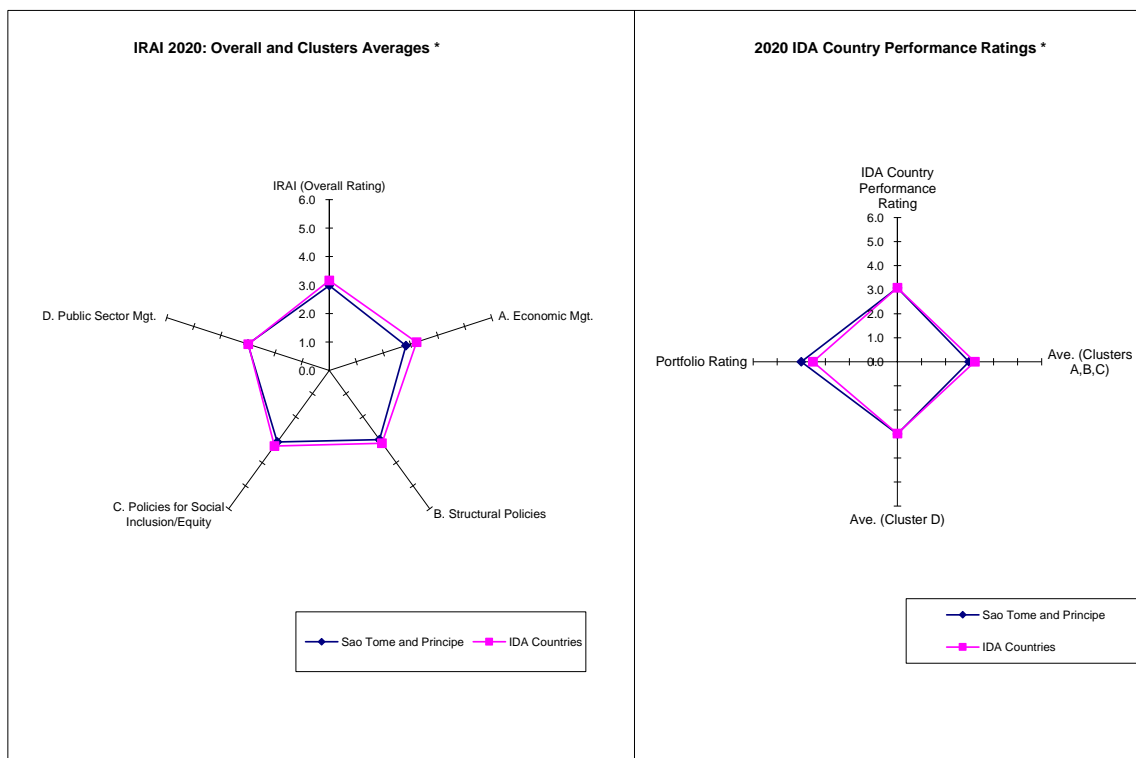 IRAI 2020: Overall and Clusters Averages *
IRAI (Overall Rating)
6.0
5.0
4.0
3.0
2.0
1.0
0.0
A. Economic Mgt.
B. Structural Policies
C. Policies for Social
Inclusion/Equity
D. Public Sector Mgt.
Sao Tome and Principe
IDA Countries
2020 IDA Country Performance Ratings *
IDA Country
Performance
Rating
6.0
5.0
4.0
3.0
2.0
1.0
0.0
Ave. (Clusters
A,B,C)
Ave. (Cluster D)
Portfolio Rating
Sao Tome and Principe
IDA Countries